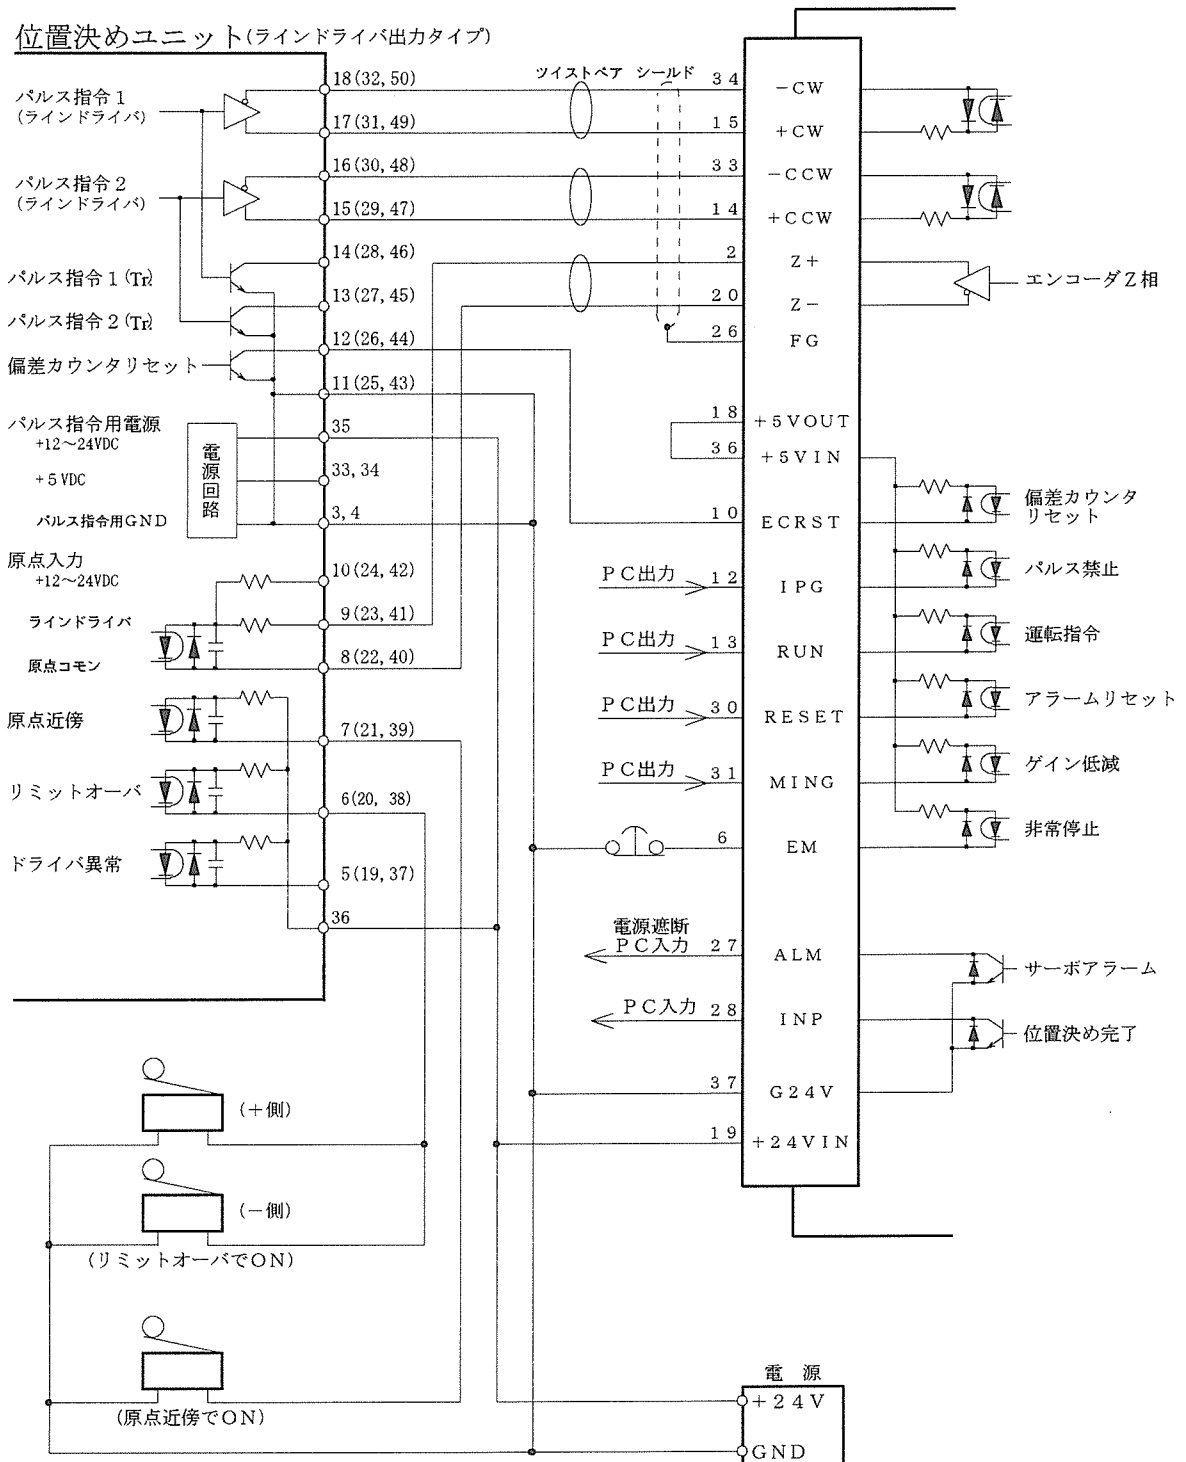 位置決めユニット(ラインドライバ出力タイプ)
パルス指令1
(ラインドライバ)
18(32, 50)
17(31, 49)
パルス指令2
(ラインドライバ)
16(30, 48)
15(29, 47)
パルス指令1(Tr)
14(28, 46)
パルス指令2(Tr)
13(27, 45)
偏差カウンタリセット
12(26, 44)
11(25, 43)
パルス指令用電源
+12~24VDC
35
+5VDC
33, 34
パルス指令用GND
3, 4
電源回路
原点入力
+12~24VDC
10(24, 42)
ラインドライバ
9(23, 41)
原点コモン
8(22, 40)
原点近傍
7(21, 39)
リミットオーバ
6(20, 38)
ドライバ異常
5(19, 37)
36
ツイストペア シールド
34 -CW
15 +CW
33 -CCW
14 +CCW
2 Z+
20 Z-
エンコーダZ相
26 FG
18 +5VOUT
36 +5VIN
10 ECRST
偏差カウンタ
リセット
PC出力 12 IPG パルス禁止
PC出力 13 RUN 運転指令
PC出力 30 RESET アラームリセット
PC出力 31 MING ゲイン低減
6 EM 非常停止
電源遮断
PC入力 27 ALM サーボアラーム
PC入力 28 INP 位置決め完了
37 G24V
19 +24VIN
(+側)
(-側)
(リミットオーバでON)
(原点近傍でON)
電 源
+24V
GND